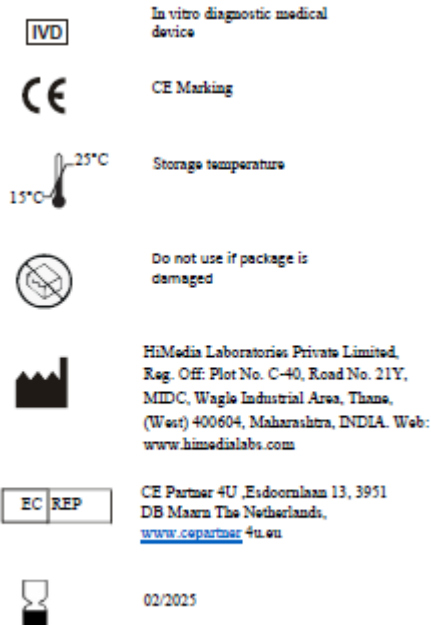 IVD
In vitro diagnostic medical
device
CE
CE Marking
25°C
15°C
Storage temperature
Do not use if package is
damaged
HiMedia Laboratories Private Limited,
Reg. Off: Plot No. C-40, Road No. 21Y,
MIDC, Wagle Industrial Area, Thane,
(West) 400604, Maharashtra, INDIA. Web:
www.himedialabs.com
EC REP
CE Partner 4U ,Esdoornlaan 13, 3951
DB Maarn The Netherlands,
www.cepartner 4u.eu
02/2025